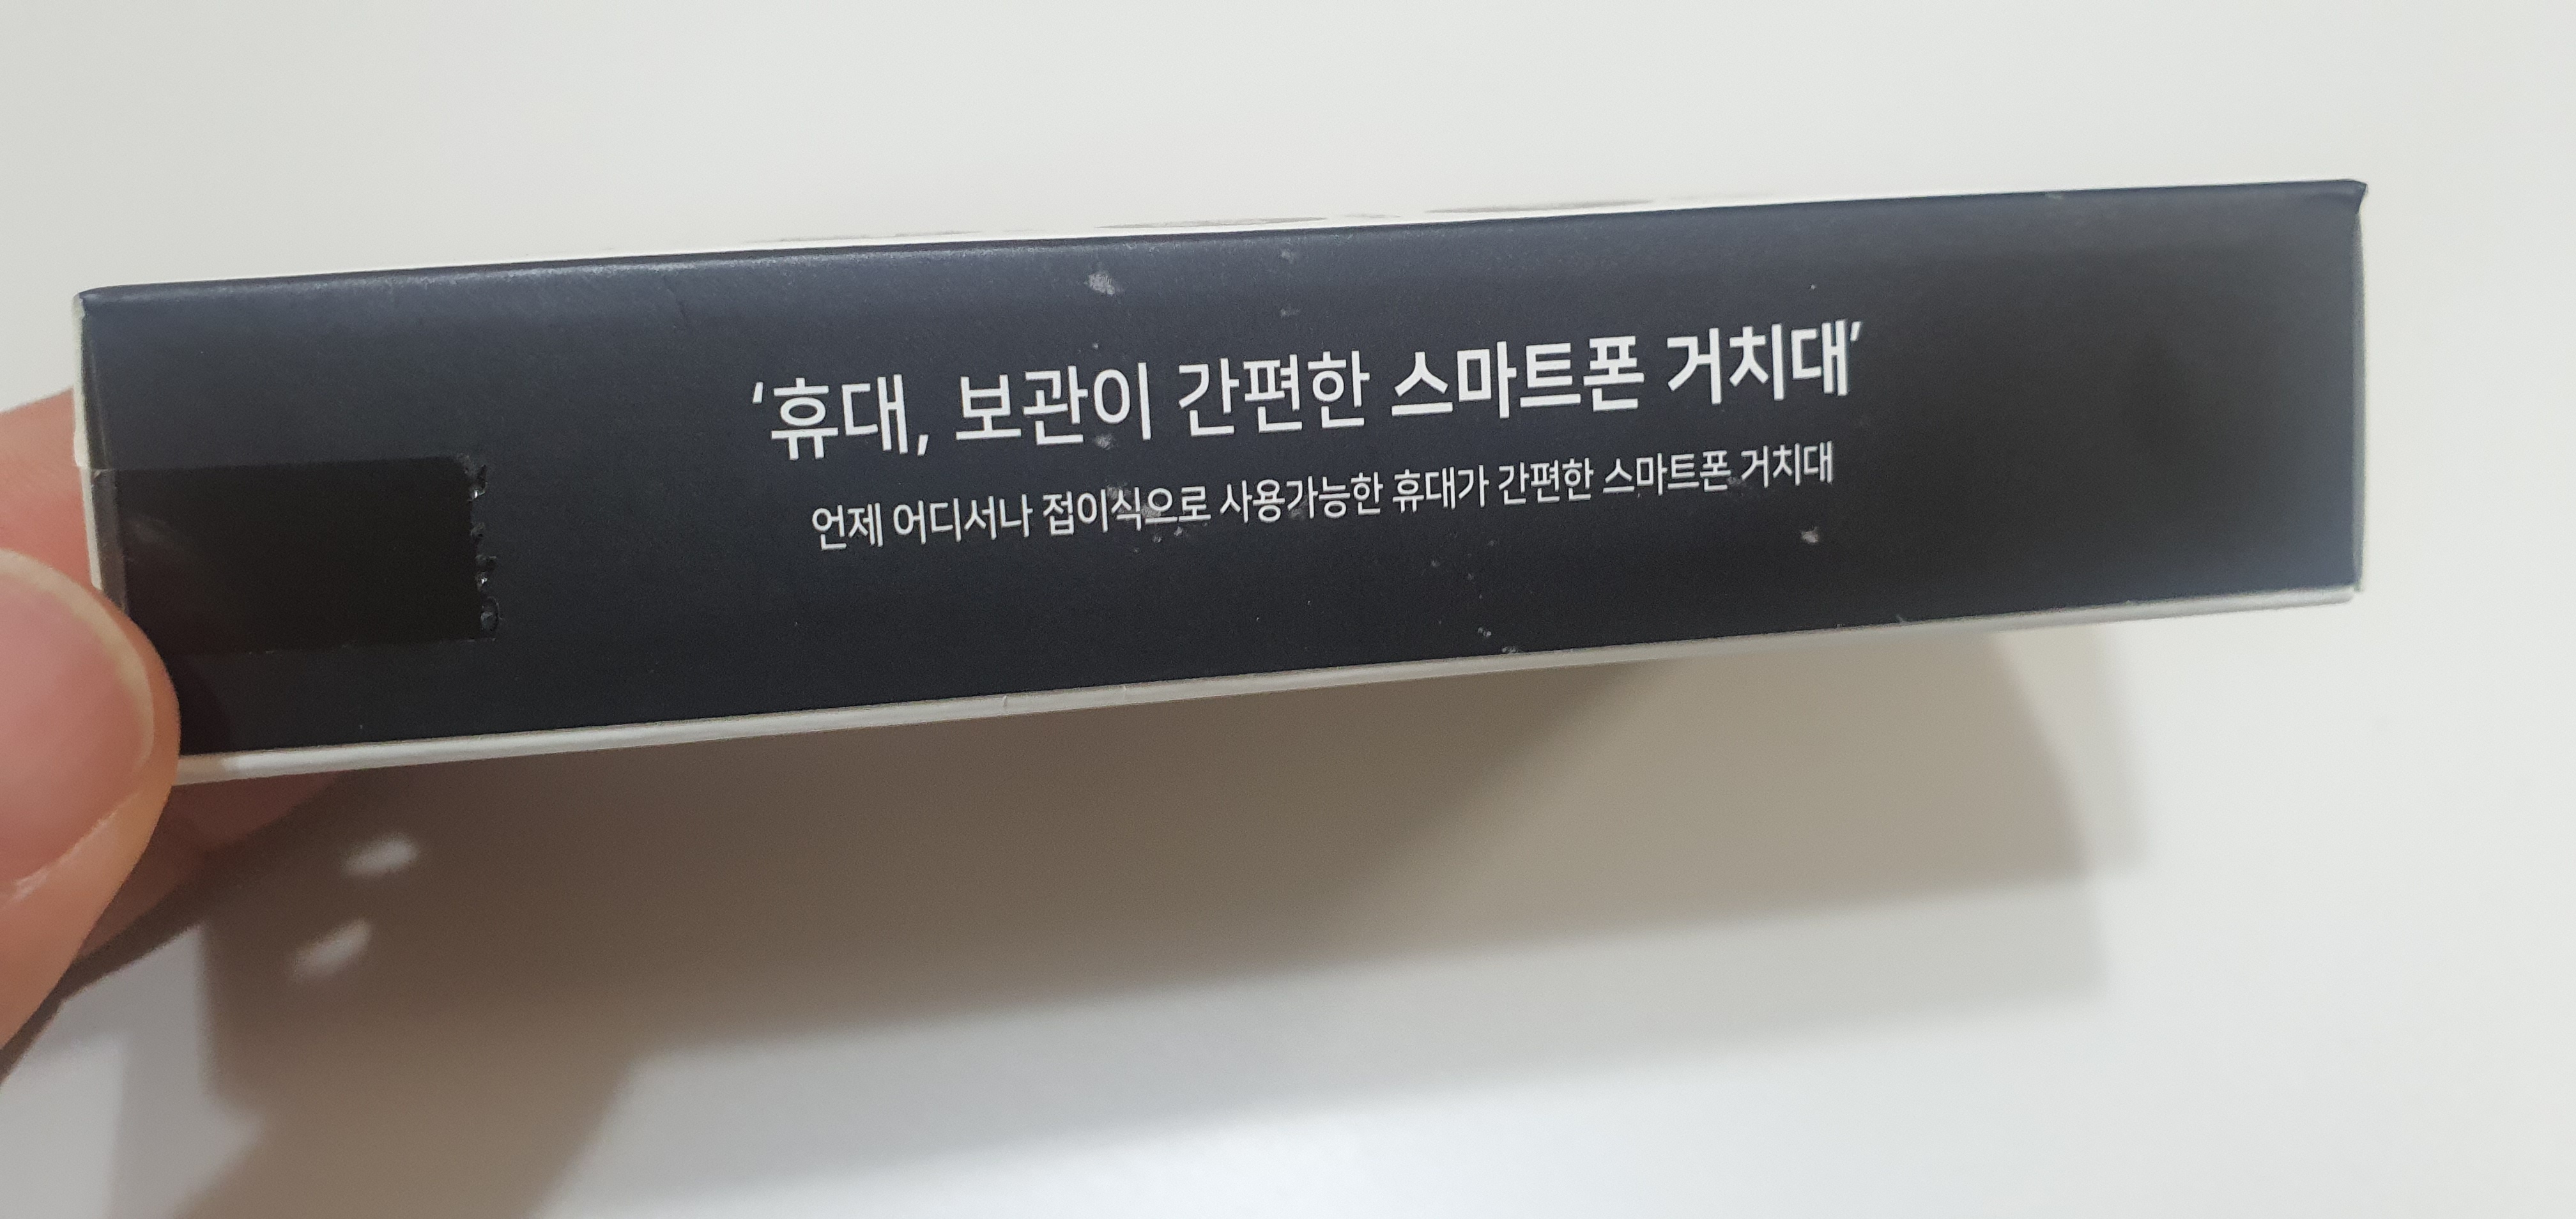 ‘휴대, 보관이 간편한 스마트폰 거치대’
언제 어디서나 접이식으로 사용가능한 휴대가 간편한 스마트폰 거치대